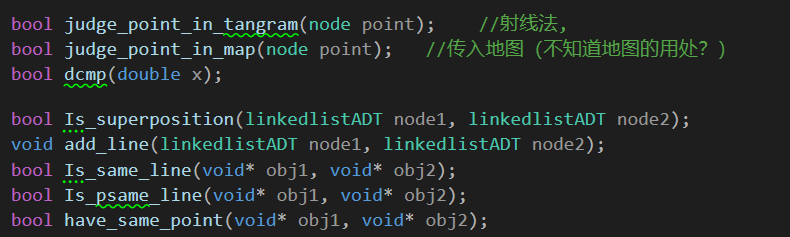 bool judge_point_in_tangram(node point);    //射线法,
bool judge_point_in_map(node point);   //传入地图（不知道地图的用处？）
bool dcmp(double x);
bool Is_superposition(linkedlistADT node1, linkedlistADT node2);
void add_line(linkedlistADT node1, linkedlistADT node2);
bool Is_same_line(void* obj1, void* obj2);
bool Is_psame_line(void* obj1, void* obj2);
bool have_same_point(void* obj1, void* obj2);